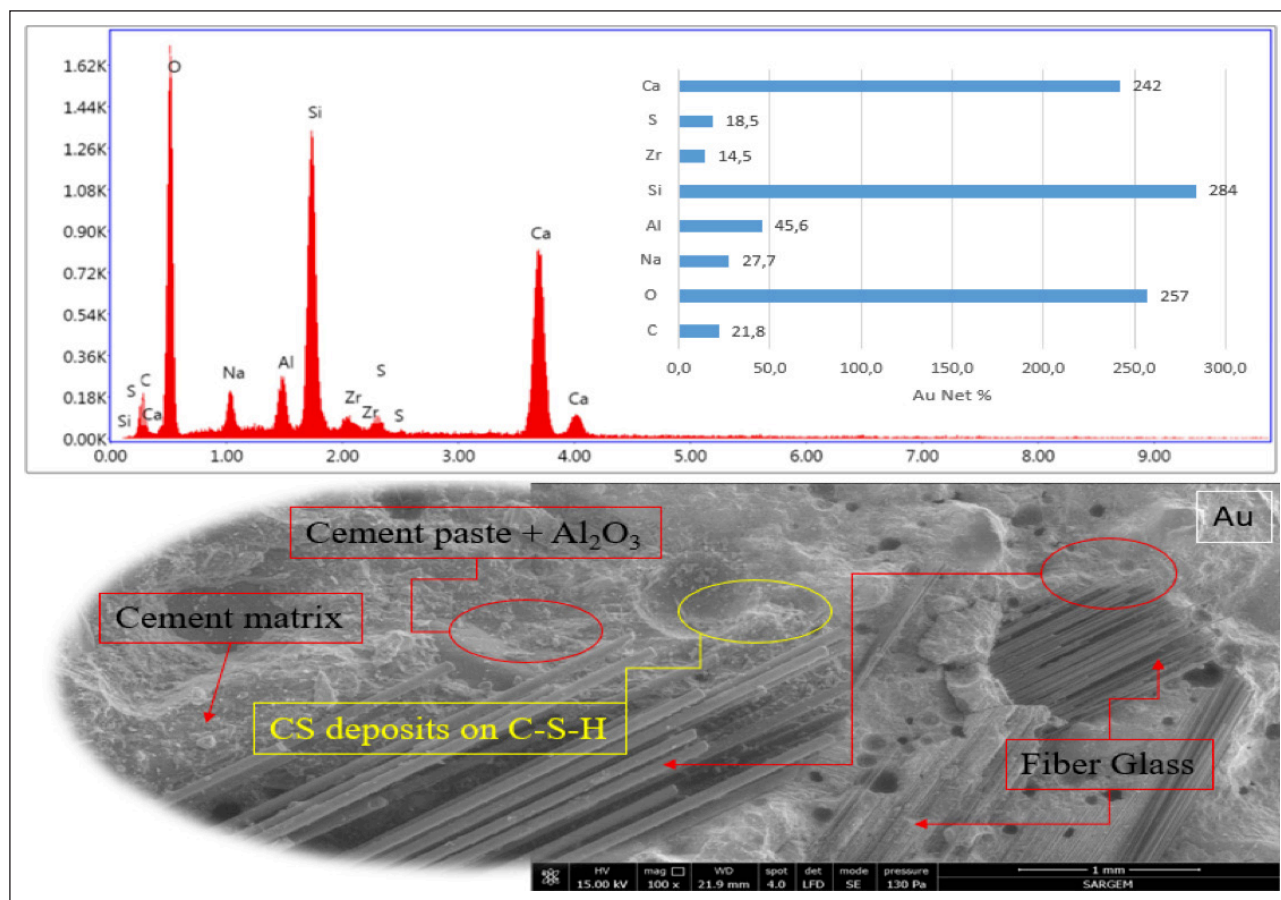 1.62K
1.44K
1.26K
1.08K
0.90K
0.72K
0.54K
0.36K
0.18K
0.00K
0.00 1.00 2.00 3.00 4.00 5.00 6.00 7.00 8.00 9.00
O
Si
Ca
Na
Al
S
C
S
Si
Ca
Zr
Zr
S
Ca
Ca 242
S 18,5
Zr 14,5
Si 284
Al 45,6
Na 27,7
O 257
C 21,8
0,0 50,0 100,0 150,0 200,0 250,0 300,0
Au Net %
Au
Cement paste + Al₂O₃
Cement matrix
CS deposits on C-S-H
Fiber Glass
HV mag WD spot det mode pressure
15.00 kV 100 x 21.9 mm 4.0 LFD SE 130 Pa
1 mm
SARGEM